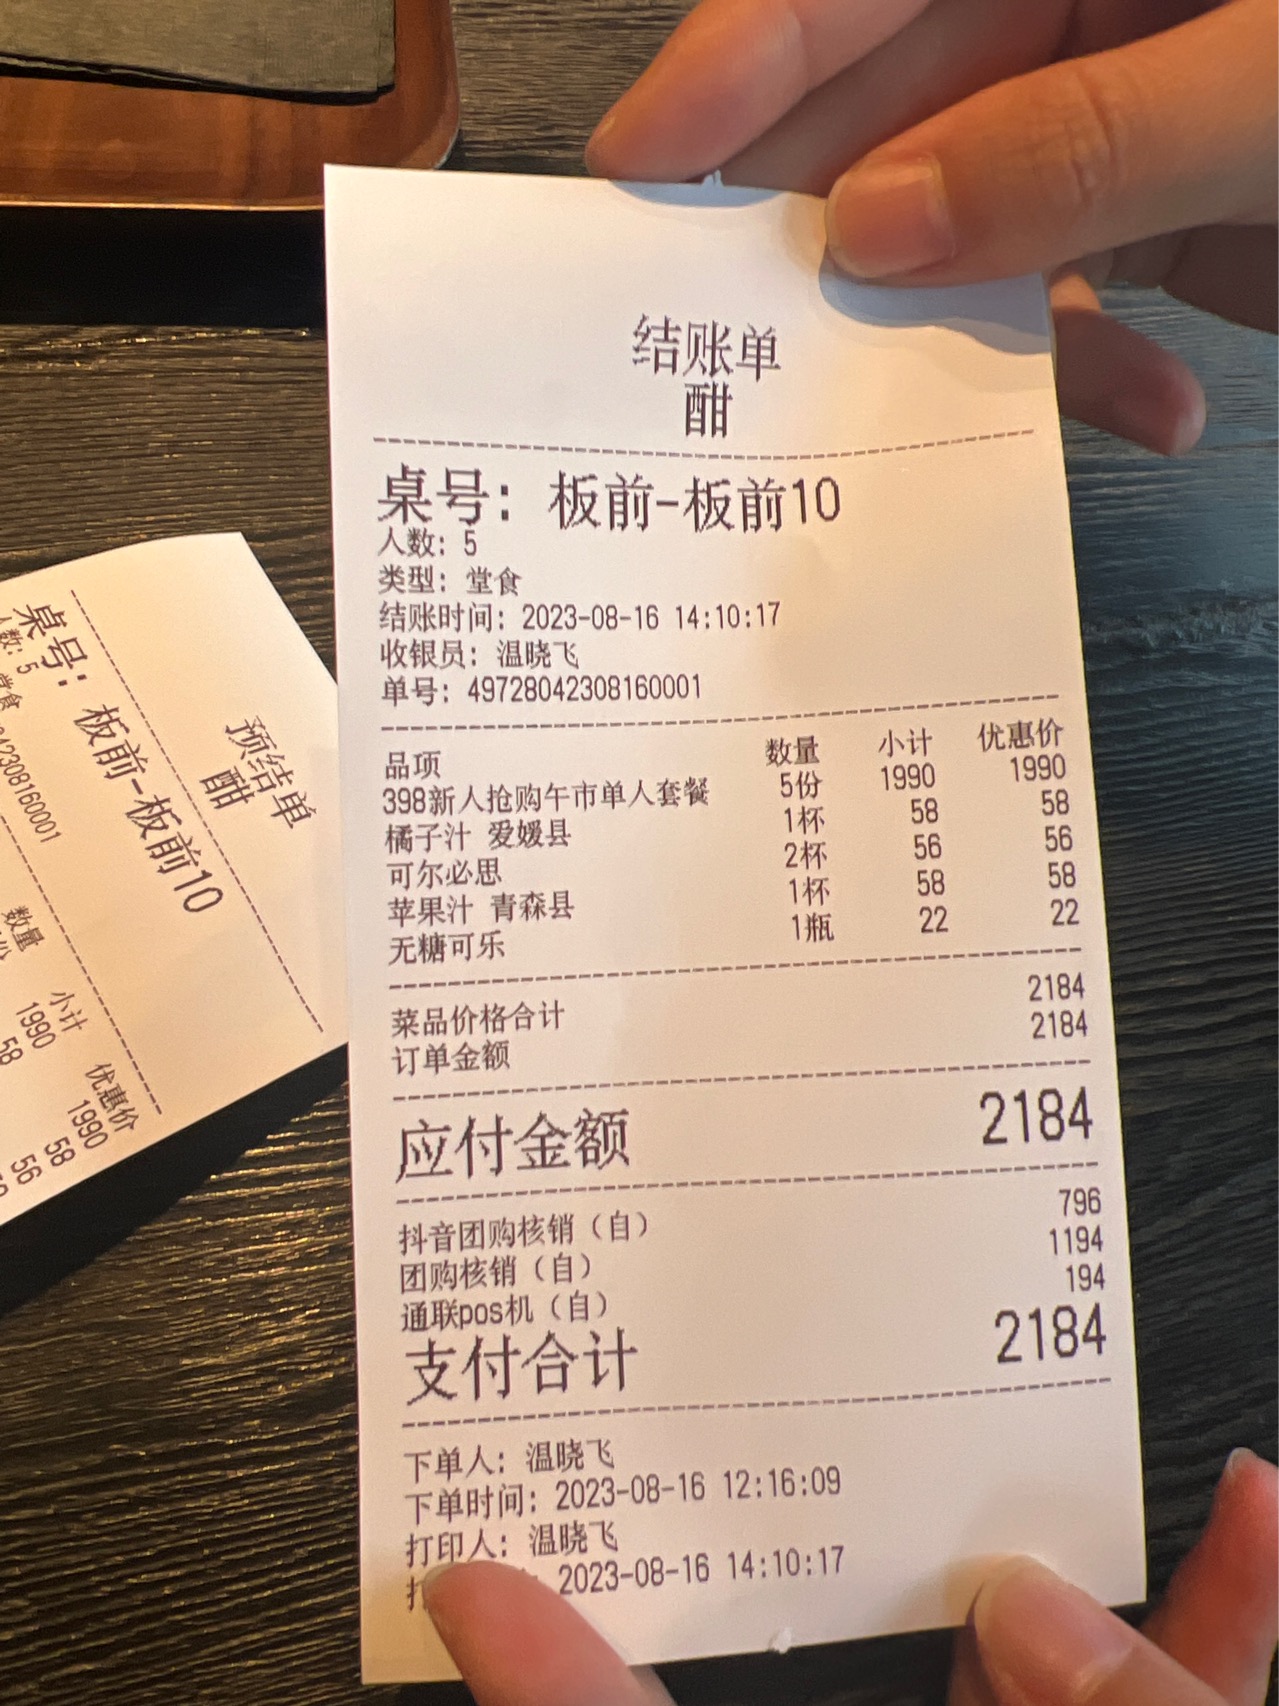 结账单
酣
桌号：板前-板前10
人数：5
类型：堂食
结账时间：2023-08-16 14:10:17
收银员：温晓飞
单号：49728042308160001
品项 数量 小计 优惠价
398新人抢购午市单人套餐 5份 1990 1990
橘子汁 爱媛县 1杯 58 58
可尔必思 2杯 56 56
苹果汁 青森县 1杯 58 58
无糖可乐 1瓶 22 22
菜品价格合计 2184
订单金额 2184
应付金额 2184
抖音团购核销（自） 796
团购核销（自） 1194
通联pos机（自） 194
支付合计 2184
下单人：温晓飞
下单时间：2023-08-16 12:16:09
打印人：温晓飞
2023-08-16 14:10:17
预结单
酣
桌号：板前-板前10
人数：5
堂食
42308160001
数量 小计 优惠价
1990 1990
58 58
56